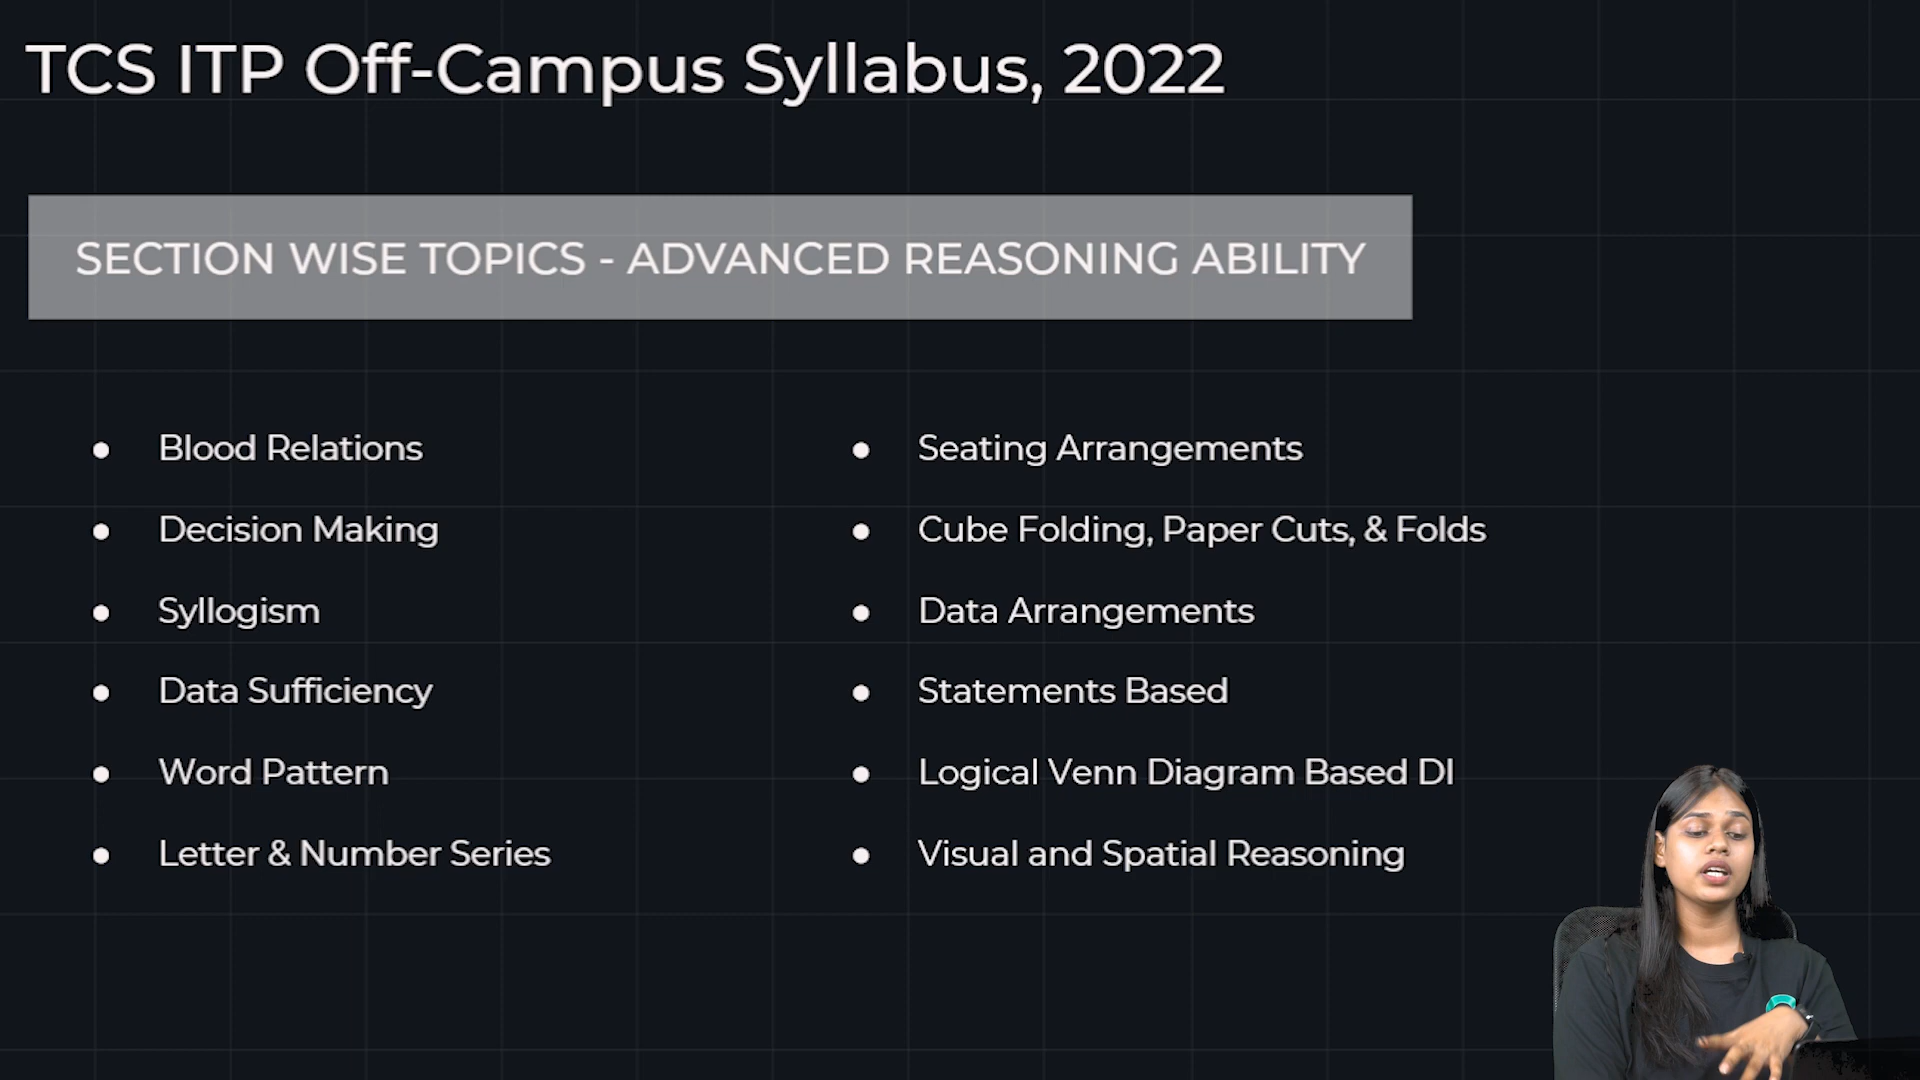 TCS ITP Off-Campus Syllabus, 2022
SECTION WISE TOPICS - ADVANCED REASONING ABILITY
Blood Relations
Decision Making
Syllogism
Data Sufficiency
Word Pattern
Letter & Number Series
Seating Arrangements
Cube Folding, Paper Cuts, & Folds
Data Arrangements
Statements Based
Logical Venn Diagram Based DI
Visual and Spatial Reasoning